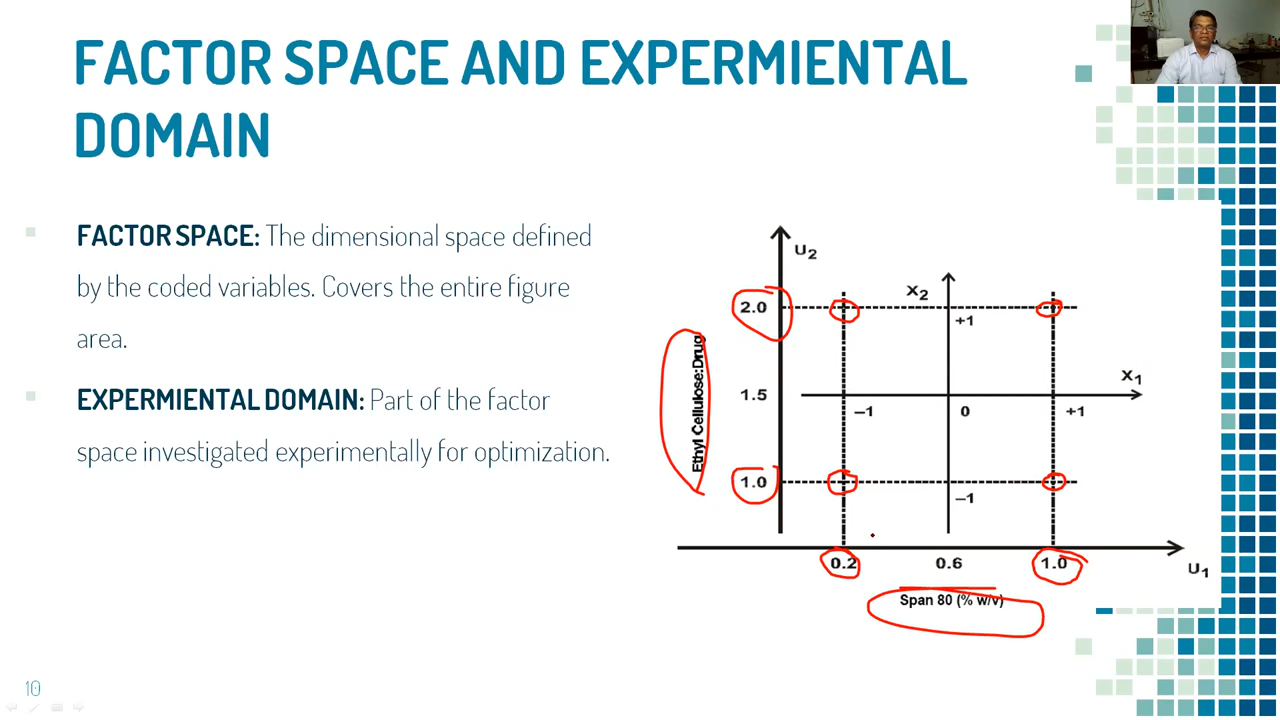 FACTOR SPACE AND EXPERMIENTAL
DOMAIN
FACTOR SPACE: The dimensional space defined
by the coded variables. Covers the entire figure
area.
EXPERMIENTAL DOMAIN: Part of the factor
space investigated experimentally for optimization.
U2
2.0
X2
+1
Ethyl Cellulose:Drug
1.5
X1
–1
0
+1
1.0
–1
0.2
0.6
1.0
U1
Span 80 (% w/v)
10